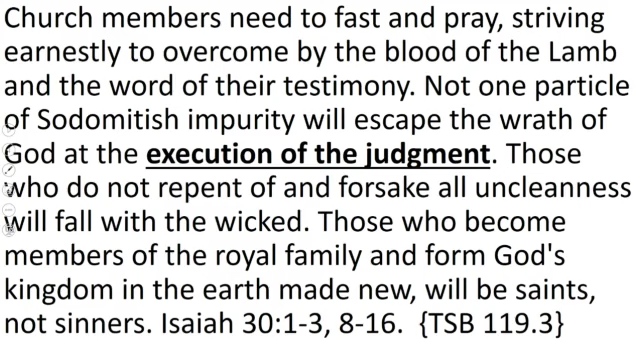 Church members need to fast and pray, striving
earnestly to overcome by the blood of the Lamb
and the word of their testimony. Not one particle
of Sodomitish impurity will escape the wrath of
God at the execution of the judgment. Those
who do not repent of and forsake all uncleanness
will fall with the wicked. Those who become
members of the royal family and form God's
kingdom in the earth made new, will be saints,
not sinners. Isaiah 30:1-3, 8-16. {TSB 119.3}